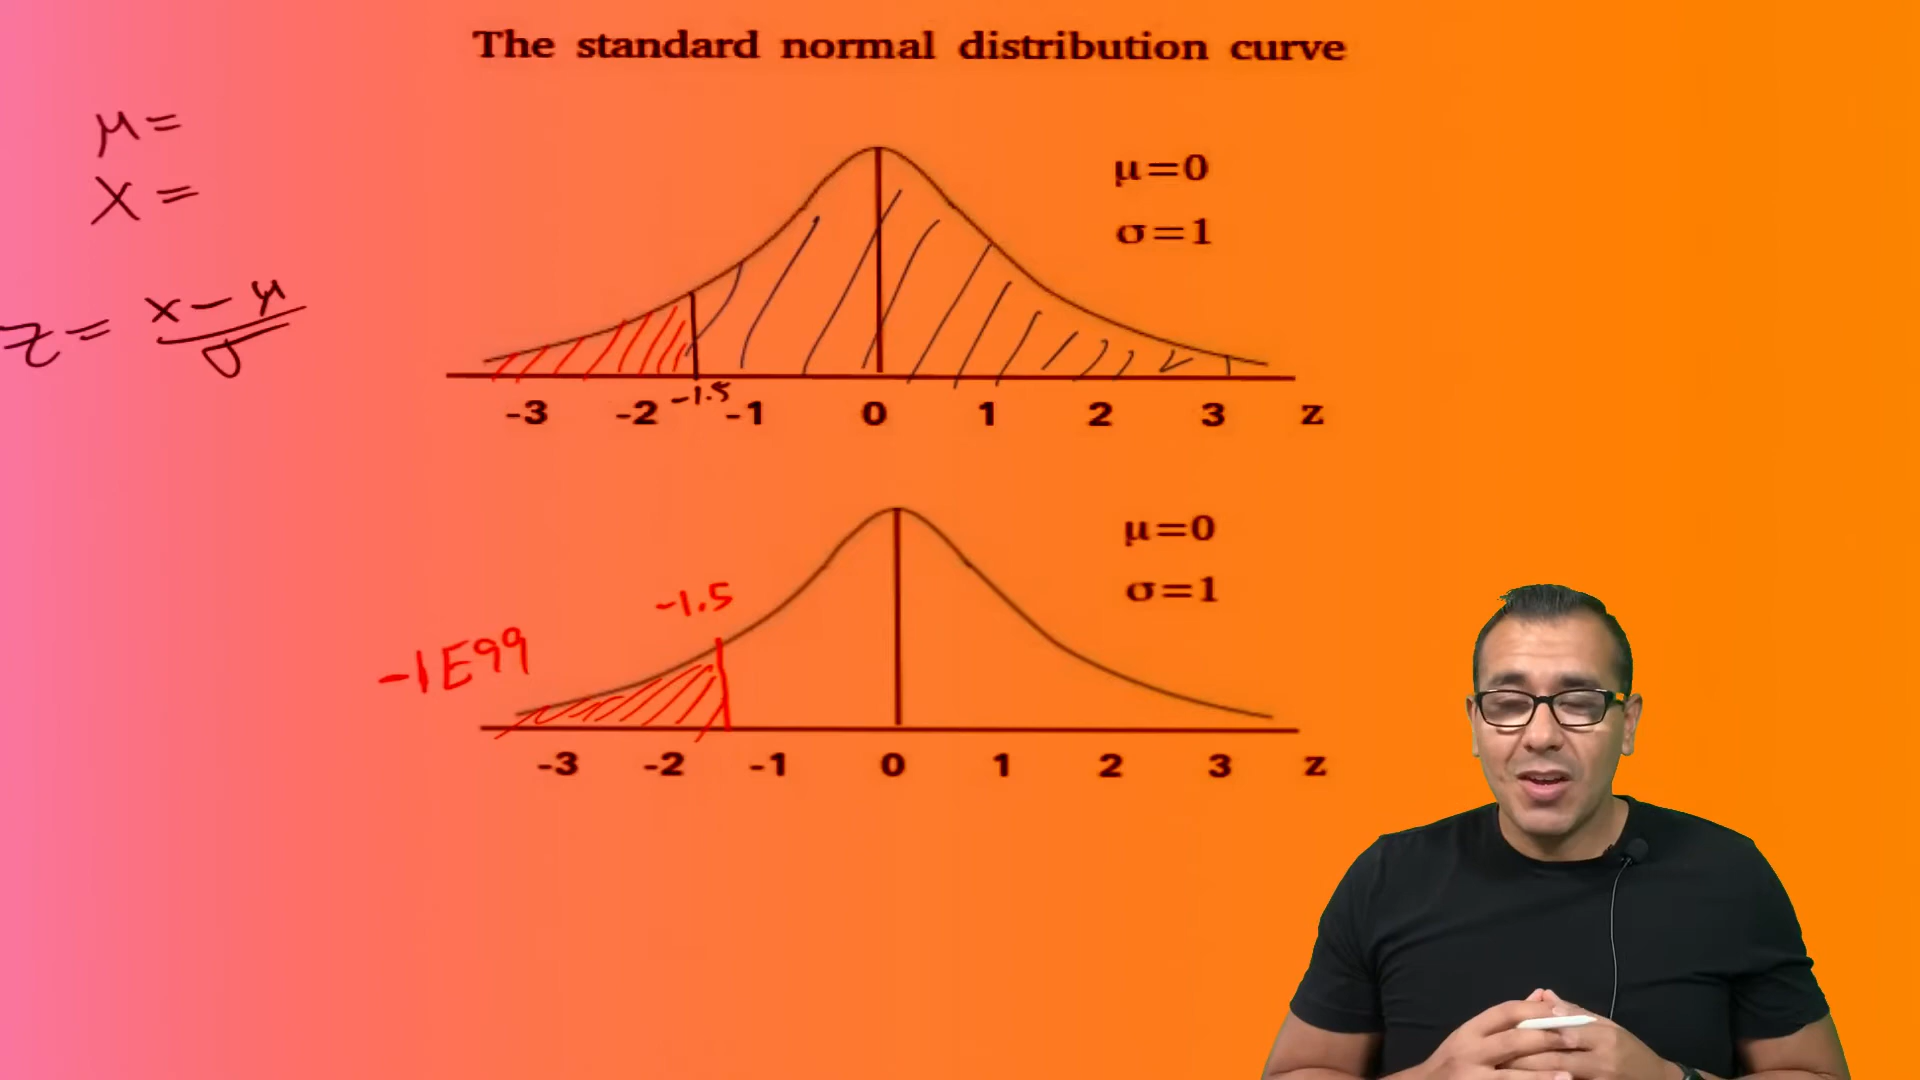 The standard normal distribution curve
μ=
X=
z = x-μ/σ
μ=0
σ=1
-1.5
-3 -2 -1 0 1 2 3 z
μ=0
σ=1
-1.5
-1E99
-3 -2 -1 0 1 2 3 z